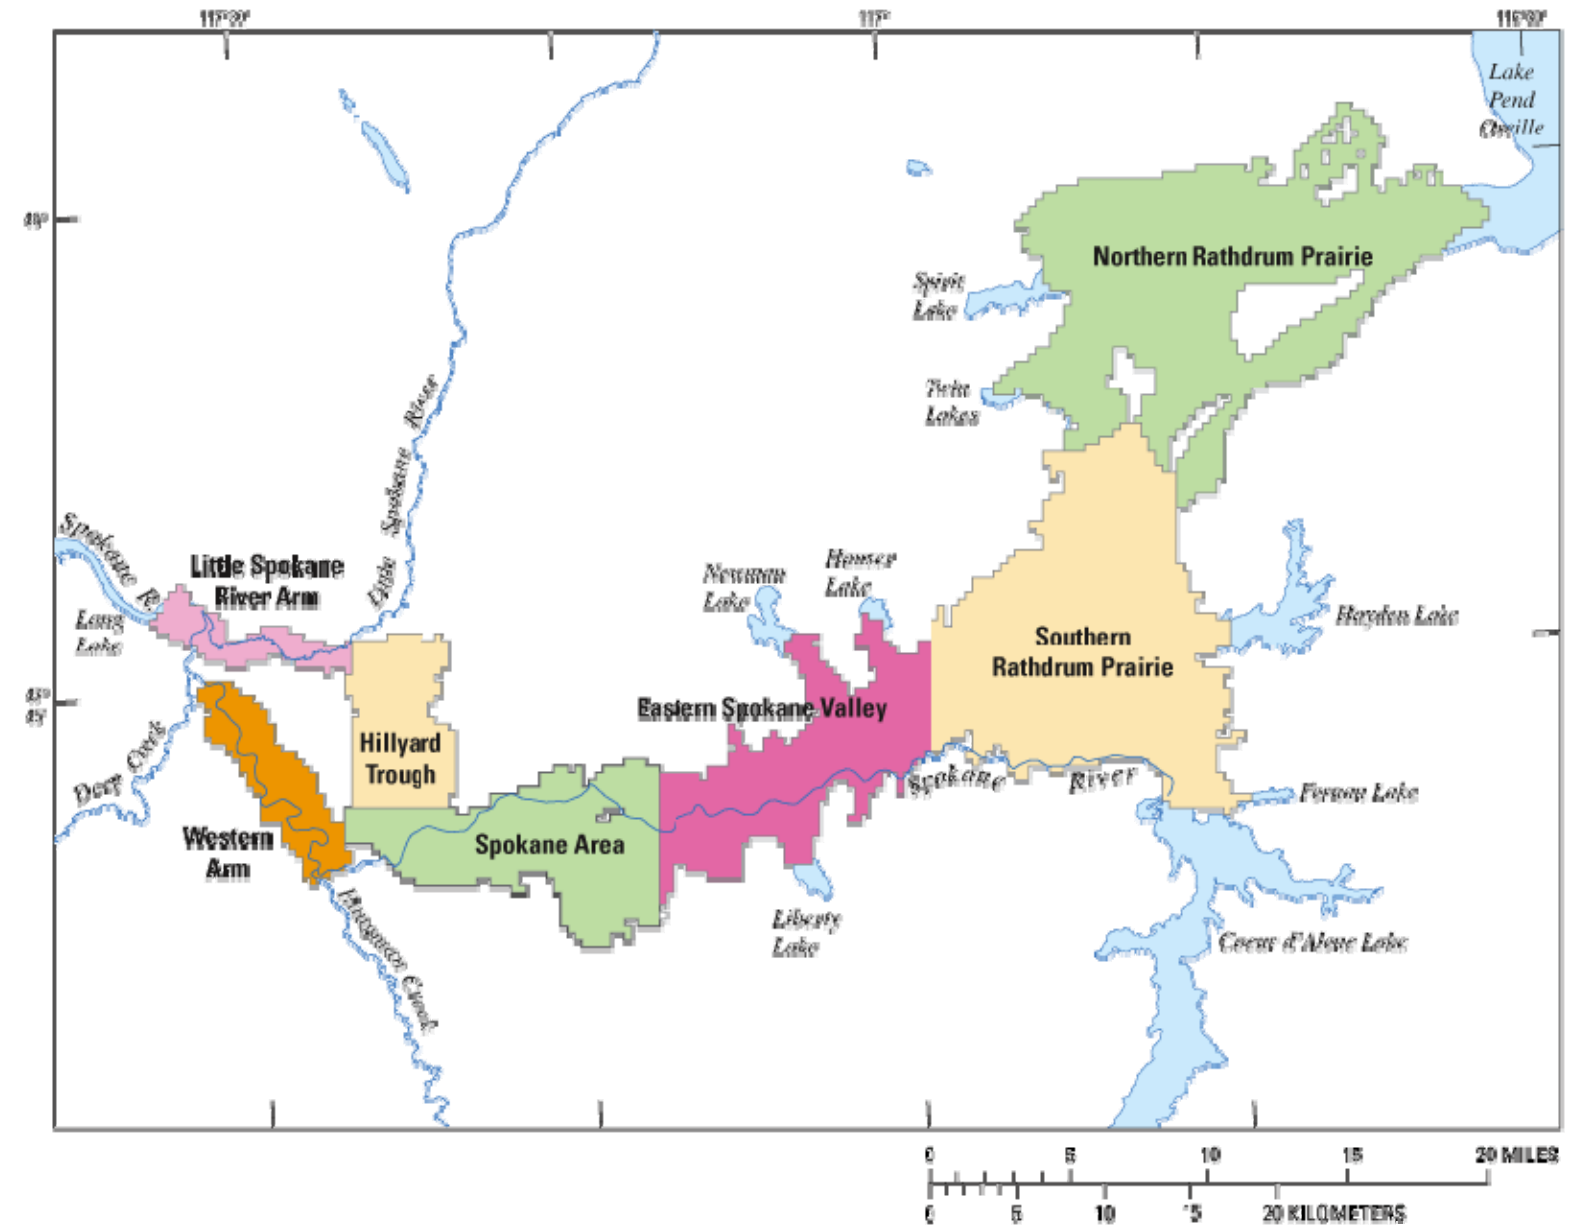 117°30'
117°
116°30'
Lake
Pend
Oreille
48°
Northern Rathdrum Prairie
Spirit
Lake
Twin
Lakes
Little Spokane River
Spokane R.
Little Spokane
River Arm
Long
Lake
Newman
Lake
Hauser
Lake
Hayden Lake
Southern
Rathdrum Prairie
Eastern Spokane Valley
Hillyard
Trough
Deep Creek
Spokane River
Fernan Lake
Western
Arm
Spokane Area
Hangman Creek
Liberty
Lake
Coeur d'Alene Lake
0 5 10 15 20 MILES
0 5 10 15 20 KILOMETERS